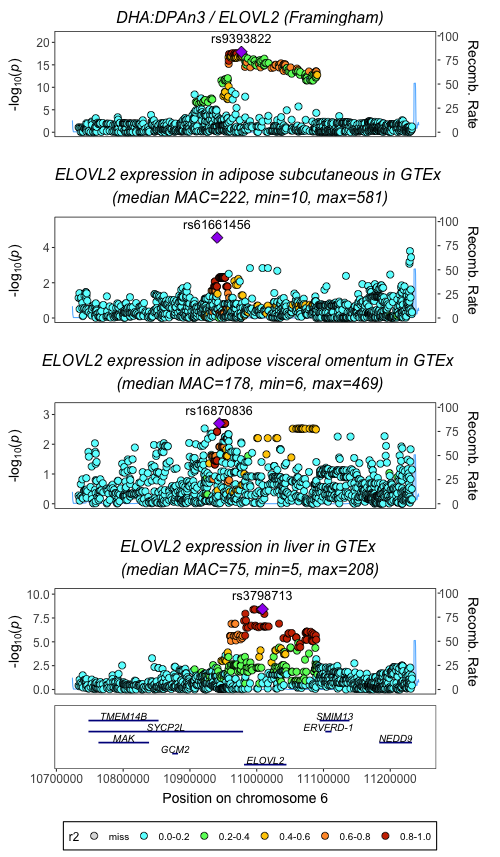 DHA:DPAn3 / ELOVL2 (Framingham)
rs9393822
-log10(p)
20
15
10
5
0
100
75
50
25
0
Recomb. Rate
ELOVL2 expression in adipose subcutaneous in GTEx
(median MAC=222, min=10, max=581)
rs61661456
-log10(p)
4
2
0
100
75
50
25
0
Recomb. Rate
ELOVL2 expression in adipose visceral omentum in GTEx
(median MAC=178, min=6, max=469)
rs16870836
-log10(p)
3
2
1
0
100
75
50
25
0
Recomb. Rate
ELOVL2 expression in liver in GTEx
(median MAC=75, min=5, max=208)
rs3798713
-log10(p)
10.0
7.5
5.0
2.5
0.0
100
75
50
25
0
Recomb. Rate
TMEM14B SMIM13
SYCP2L ERVFRD-1
MAK NEDD9
GCM2
ELOVL2
10700000 10800000 10900000 11000000 11100000 11200000
Position on chromosome 6
r2 miss 0.0-0.2 0.2-0.4 0.4-0.6 0.6-0.8 0.8-1.0